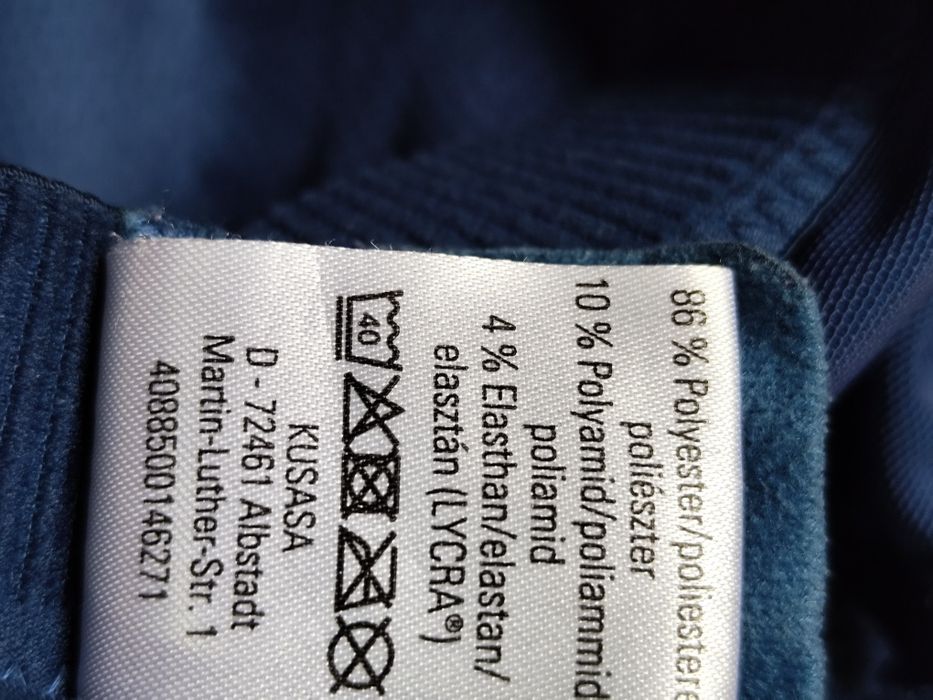 86 % Polyester/poliestere
poliészter
10 % Polyamid/poliammid
poliamid
4 % Elasthan/elastan/
elasztán (LYCRA®)
40
KUSASA
D - 72461 Albstadt
Martin-Luther-Str. 1
4088500146271